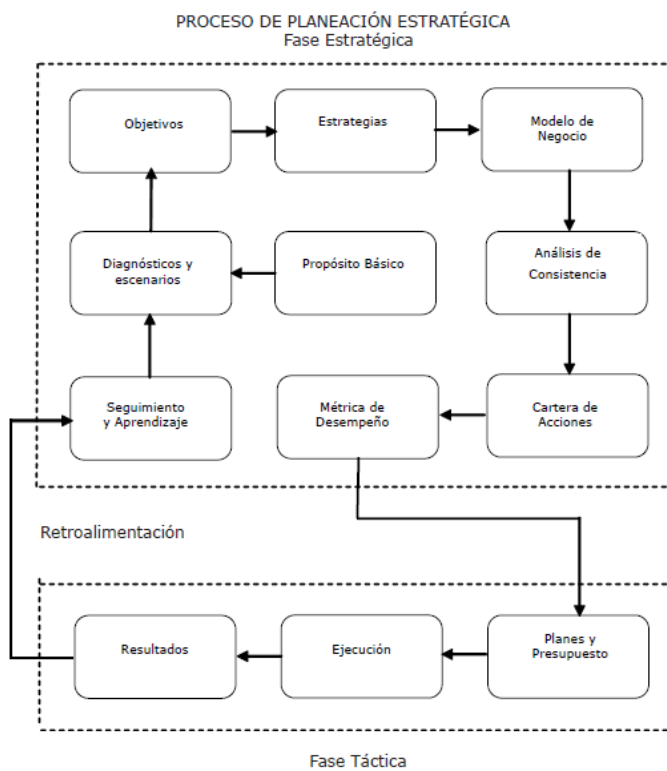 PROCESO DE PLANEACIÓN ESTRATÉGICA
Fase Estratégica
Objetivos
Estrategias
Modelo de
Negocio
Diagnósticos y
escenarios
Propósito Básico
Análisis de
Consistencia
Seguimiento
y Aprendizaje
Métrica de
Desempeño
Cartera de
Acciones
Retroalimentación
Resultados
Ejecución
Planes y
Presupuesto
Fase Táctica